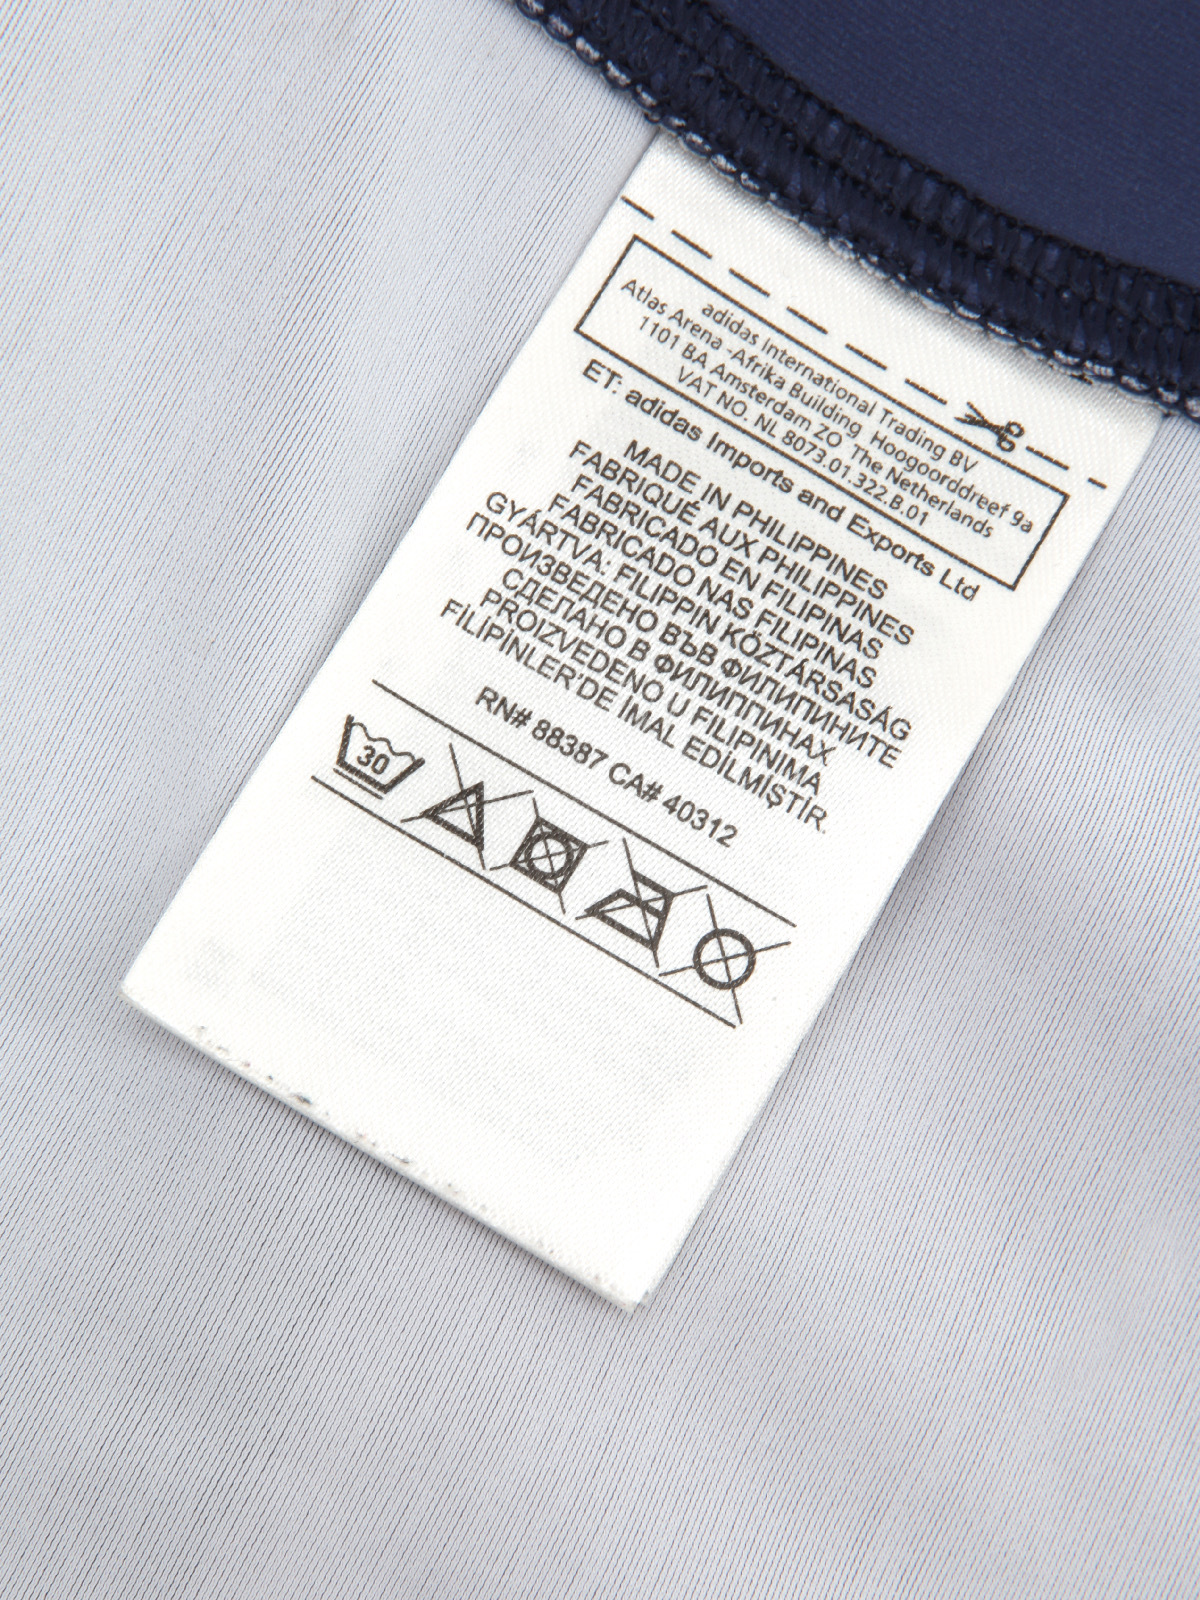 adidas International Trading BV
Atlas Arena -Afrika Building, Hoogoorddreef 9a
1101 BA Amsterdam ZO The Netherlands
VAT NO. NL 8073.01.322.B.01
ET: adidas Imports and Exports Ltd
MADE IN PHILIPPINES
FABRIQUÉ AUX PHILIPPINES
FABRICADO EN FILIPINAS
FABRICADO NAS FILIPINAS
GYÁRTVA: FILIPPIN KÖZTÁRSASÁG
ПРОИЗВЕДЕНО ВЪВ ФИЛИПИНИТЕ
СДЕЛАНО В ФИЛИППИНАХ
PROIZVEDENO U FILIPINIMA
FİLİPİNLER'DE İMAL EDİLMİŞTİR.
RN# 88387 CA# 40312
30